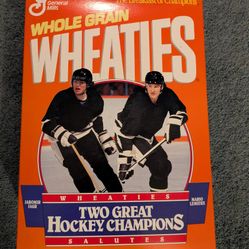 General
Mills
The Breakfast of Champions
WHOLE GRAIN
WHEATIES
JAROMIR
JAGR
MARIO
LEMIEUX
WHEATIES
TWO GREAT
HOCKEY CHAMPIONS
SALUTES